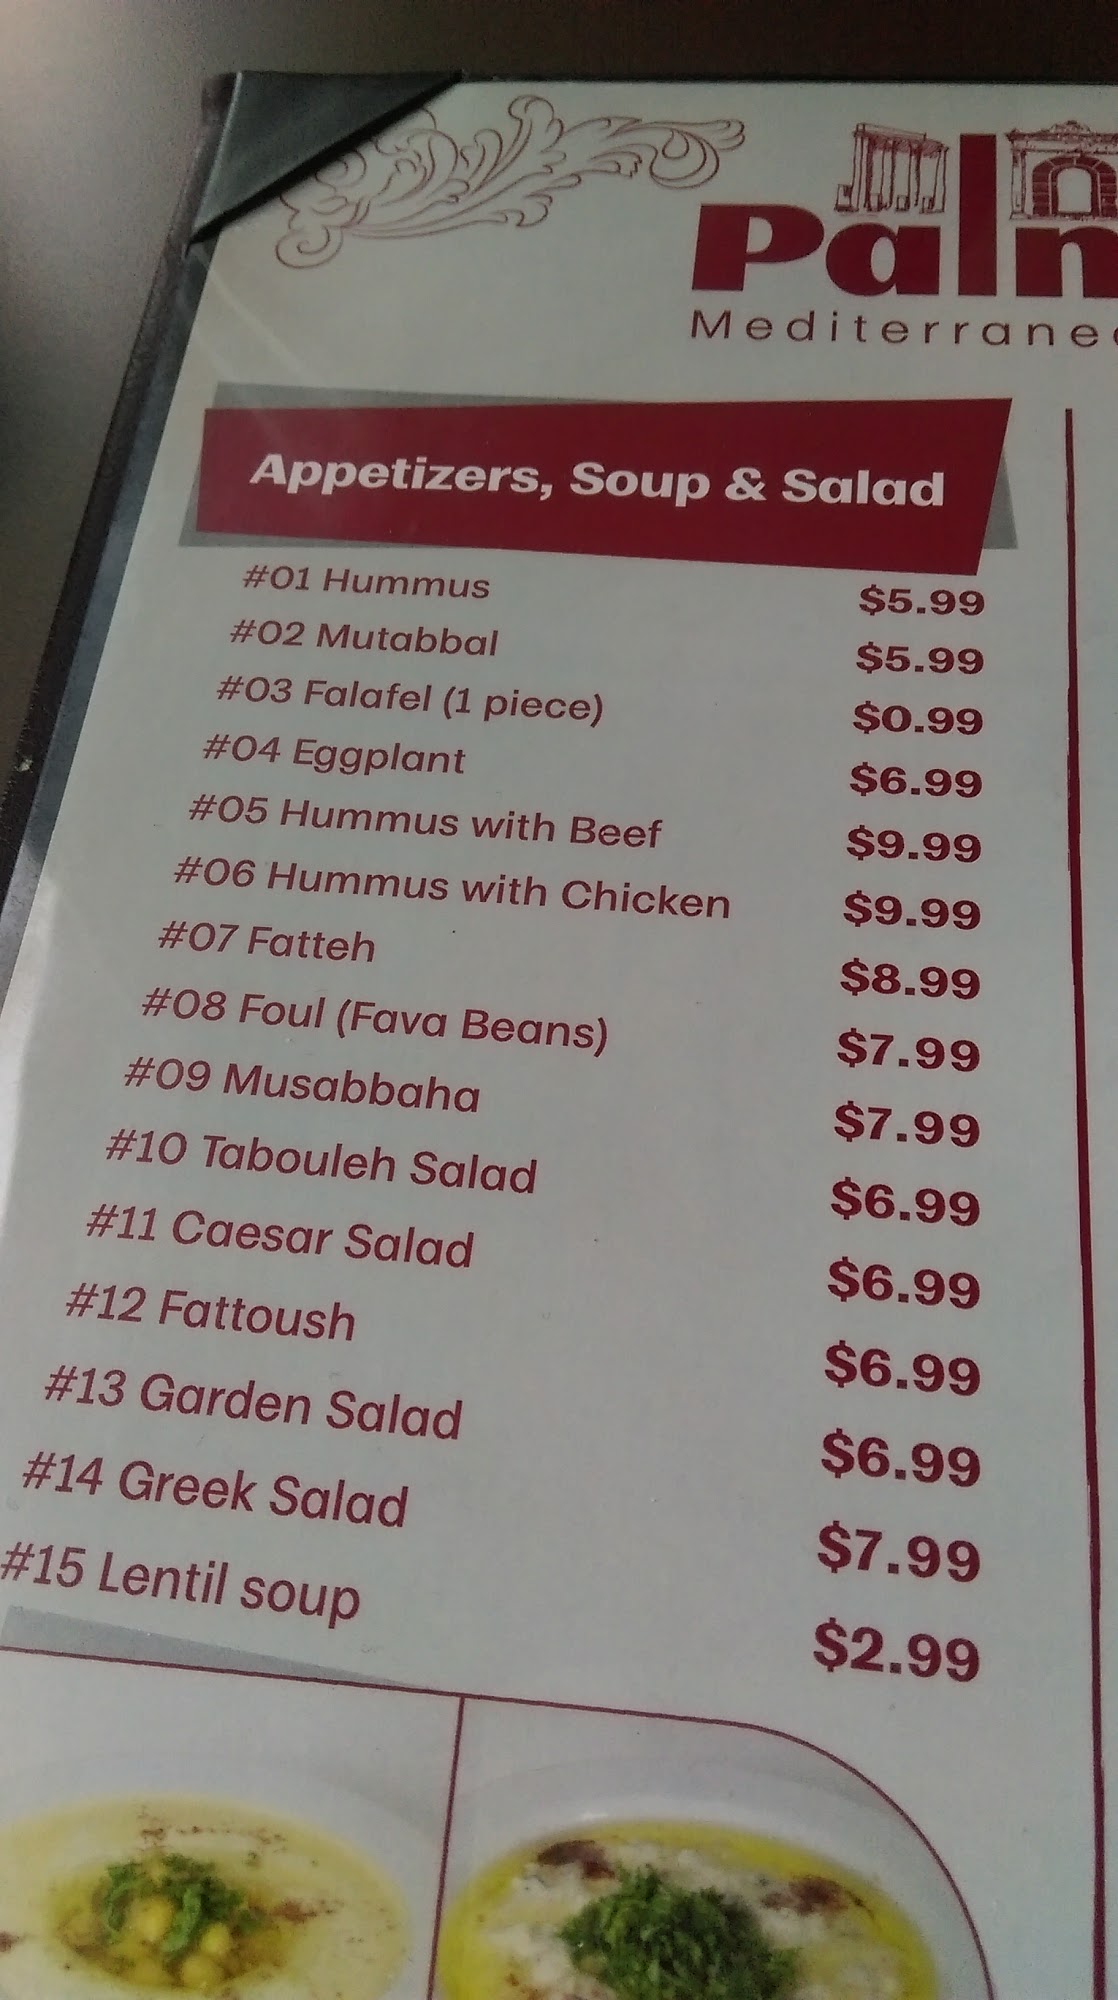 Paln
Mediterrane
Appetizers, Soup & Salad
#01 Hummus $5.99
#02 Mutabbal $5.99
#03 Falafel (1 piece) $0.99
#04 Eggplant $6.99
#05 Hummus with Beef $9.99
#06 Hummus with Chicken $9.99
#07 Fatteh $8.99
#08 Foul (Fava Beans) $7.99
#09 Musabbaha $7.99
#10 Tabouleh Salad $6.99
#11 Caesar Salad $6.99
#12 Fattoush $6.99
#13 Garden Salad $6.99
#14 Greek Salad $7.99
#15 Lentil soup $2.99